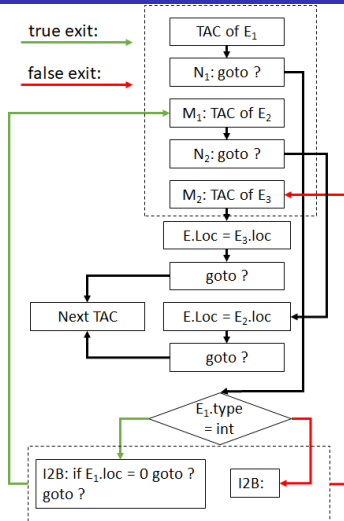 true exit:
false exit:
TAC of E₁
N₁: goto ?
M₁: TAC of E₂
N₂: goto ?
M₂: TAC of E₃
E.Loc = E₃.loc
goto ?
Next TAC
E.Loc = E₂.loc
goto ?
E₁.type
= int
I2B: if E₁.loc = 0 goto ?
goto ?
I2B: